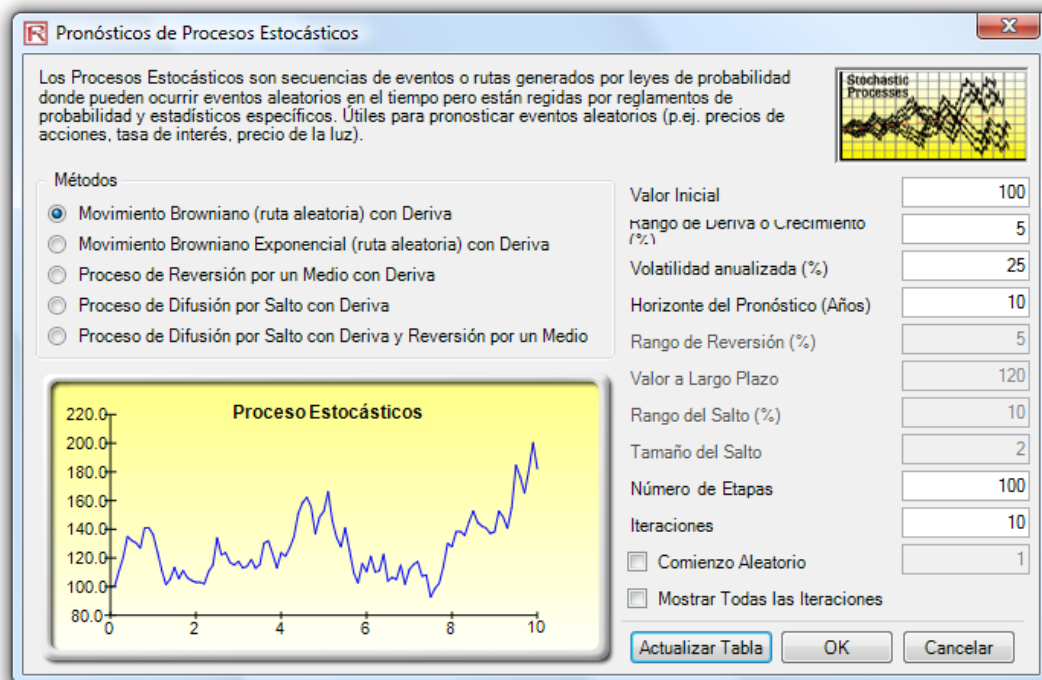 Pronósticos de Procesos Estocásticos
Los Procesos Estocásticos son secuencias de eventos o rutas generados por leyes de probabilidad
donde pueden ocurrir eventos aleatorios en el tiempo pero están regidas por reglamentos de
probabilidad y estadísticos específicos. Útiles para pronosticar eventos aleatorios (p.ej. precios de
acciones, tasa de interés, precio de la luz).
Stochastic
Processes
Métodos
Movimiento Browniano (ruta aleatoria) con Deriva
Movimiento Browniano Exponencial (ruta aleatoria) con Deriva
Proceso de Reversión por un Medio con Deriva
Proceso de Difusión por Salto con Deriva
Proceso de Difusión por Salto con Deriva y Reversión por un Medio
Valor Inicial 100
Rango de Deriva o Crecimiento
(%) 5
Volatilidad anualizada (%) 25
Horizonte del Pronóstico (Años) 10
Rango de Reversión (%) 5
Valor a Largo Plazo 120
Rango del Salto (%) 10
Tamaño del Salto 2
Número de Etapas 100
Iteraciones 10
Comienzo Aleatorio 1
Mostrar Todas las Iteraciones
Proceso Estocásticos
220.0
200.0
180.0
160.0
140.0
120.0
100.0
80.0
0 2 4 6 8 10
Actualizar Tabla OK Cancelar